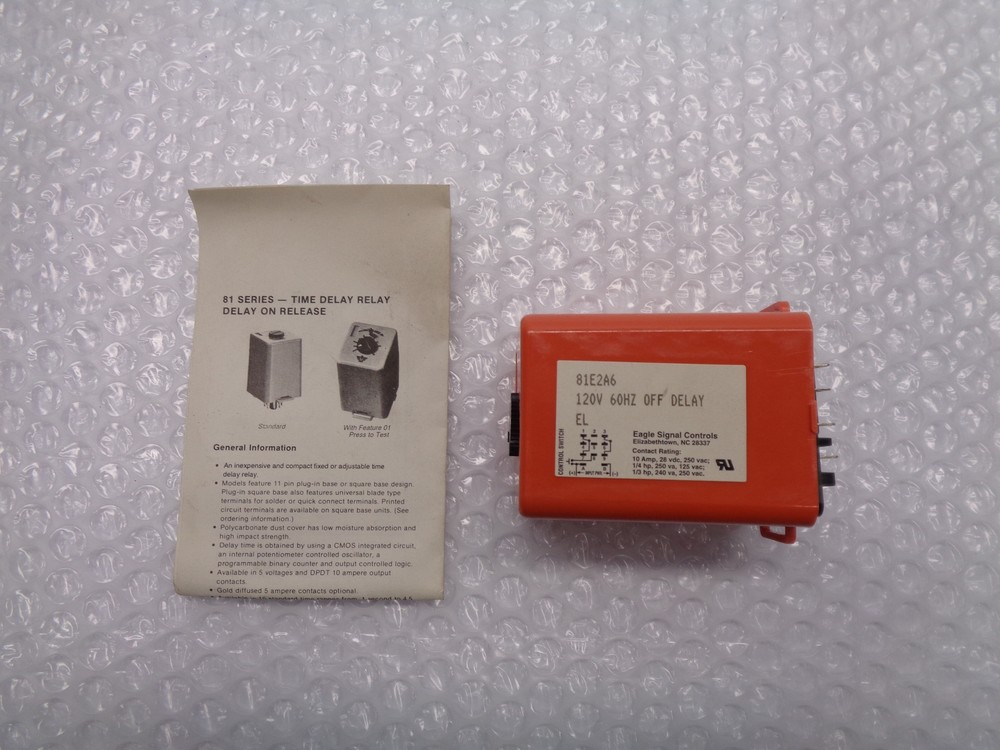 81 SERIES — TIME DELAY RELAY
DELAY ON RELEASE
Standard
With Feature 01
Press to Test
General Information
• An inexpensive and compact fixed or adjustable time
delay relay.
• Models feature 11 pin plug-in base or square base design.
Plug-in square base also features universal blade type
terminals for solder or quick connect terminals. Printed
circuit terminals are available on square base units. (See
ordering information.)
• Polycarbonate dust cover has low moisture absorption and
high impact strength.
• Delay time is obtained by using a CMOS integrated circuit,
an internal potentiometer controlled oscillator, a
programmable binary counter and output controlled logic.
• Available in 5 voltages and DPDT 10 ampere output
contacts.
• Gold diffused 5 ampere contacts optional.
81E2A6
120V 60HZ OFF DELAY
EL
CONTROL SWITCH
Eagle Signal Controls
Elizabethtown, NC 28337
Contact Rating:
10 Amp, 28 vdc, 250 vac;
1/4 hp, 250 va, 125 vac;
1/3 hp, 240 va, 250 vac.